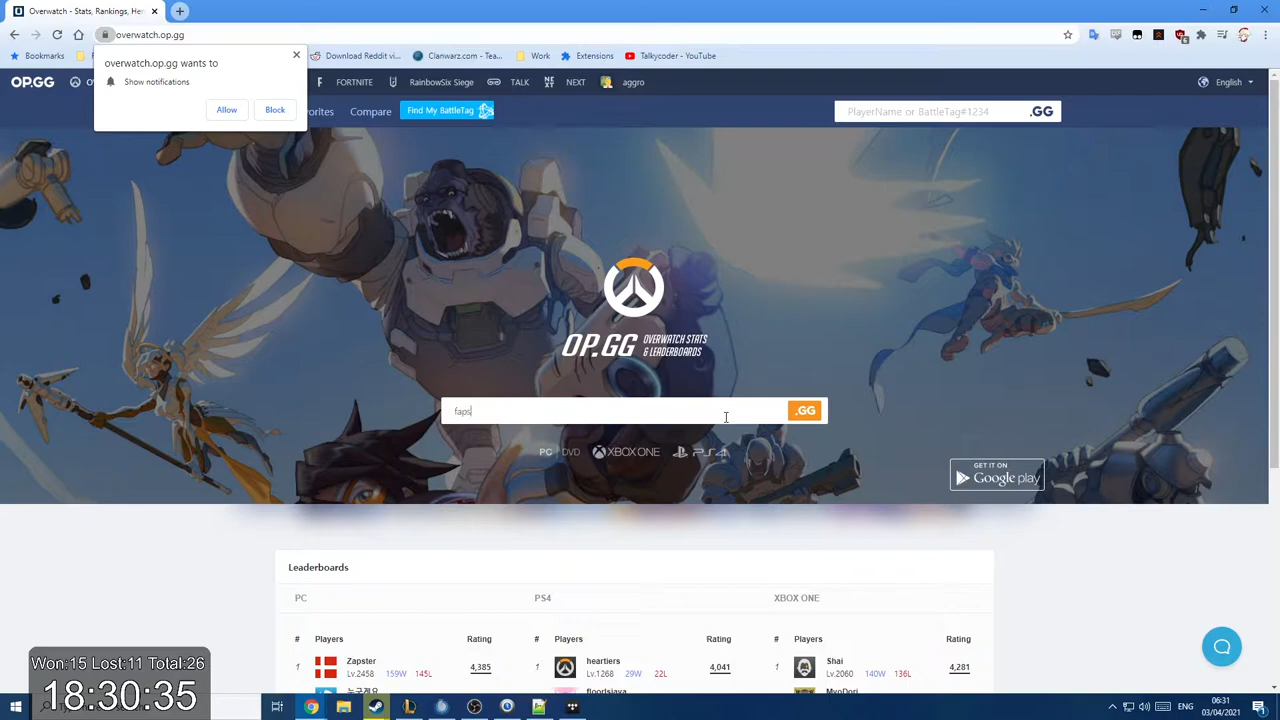 Overwatch - Stats, Rankings, Her
overwatch.op.gg
Bookmarks
Download Reddit vi...
Clanwarz.com - Tea...
Work
Extensions
Talkycoder - YouTube
overwatch.op.gg wants to
Show notifications
Allow
Block
OP.GG
FORTNITE
RainbowSix Siege
TALK
NEXT
aggro
English
Compare
Find My BattleTag
PlayerName or BattleTag#1234
.GG
OP.GG OVERWATCH STATS
& LEADERBOARDS
faps
.GG
PC
DVD
XBOX ONE
PS4
GET IT ON
Google play
Leaderboards
PC
PS4
XBOX ONE
# Players Rating
# Players Rating
# Players Rating
1 Zapster 4,385
Lv.2458 159W 145L
1 heartiers 4,041
Lv.1268 29W 22L
1 Shai 4,281
Lv.2060 140W 136L
Won:15 Lost:11 Total:26
18:30:35
ENG
06:31
03/04/2021